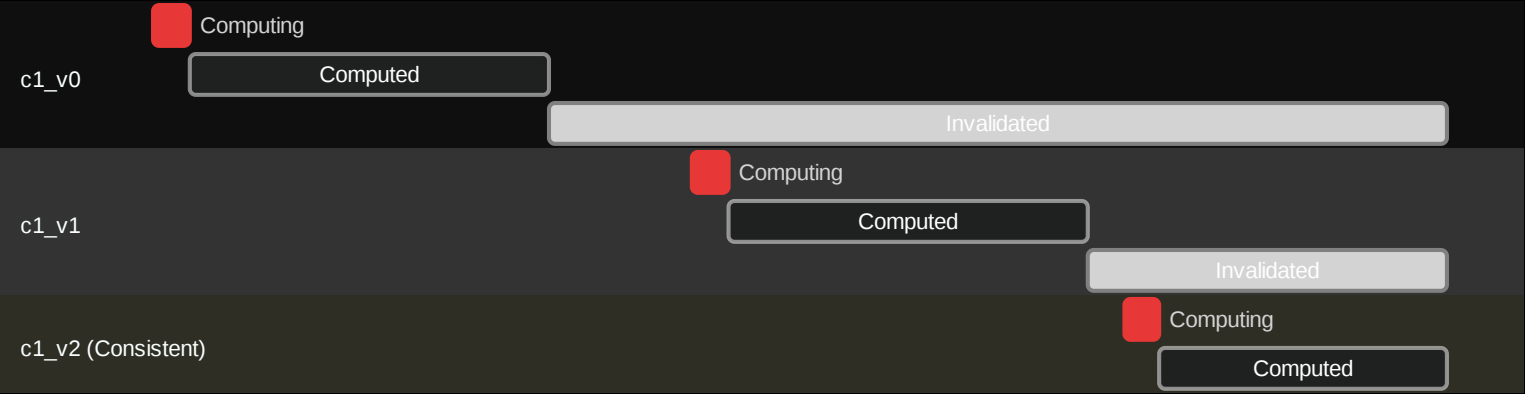 Computing
c1_v0
Computed
Invalidated
Computing
c1_v1
Computed
Invalidated
Computing
c1_v2 (Consistent)
Computed